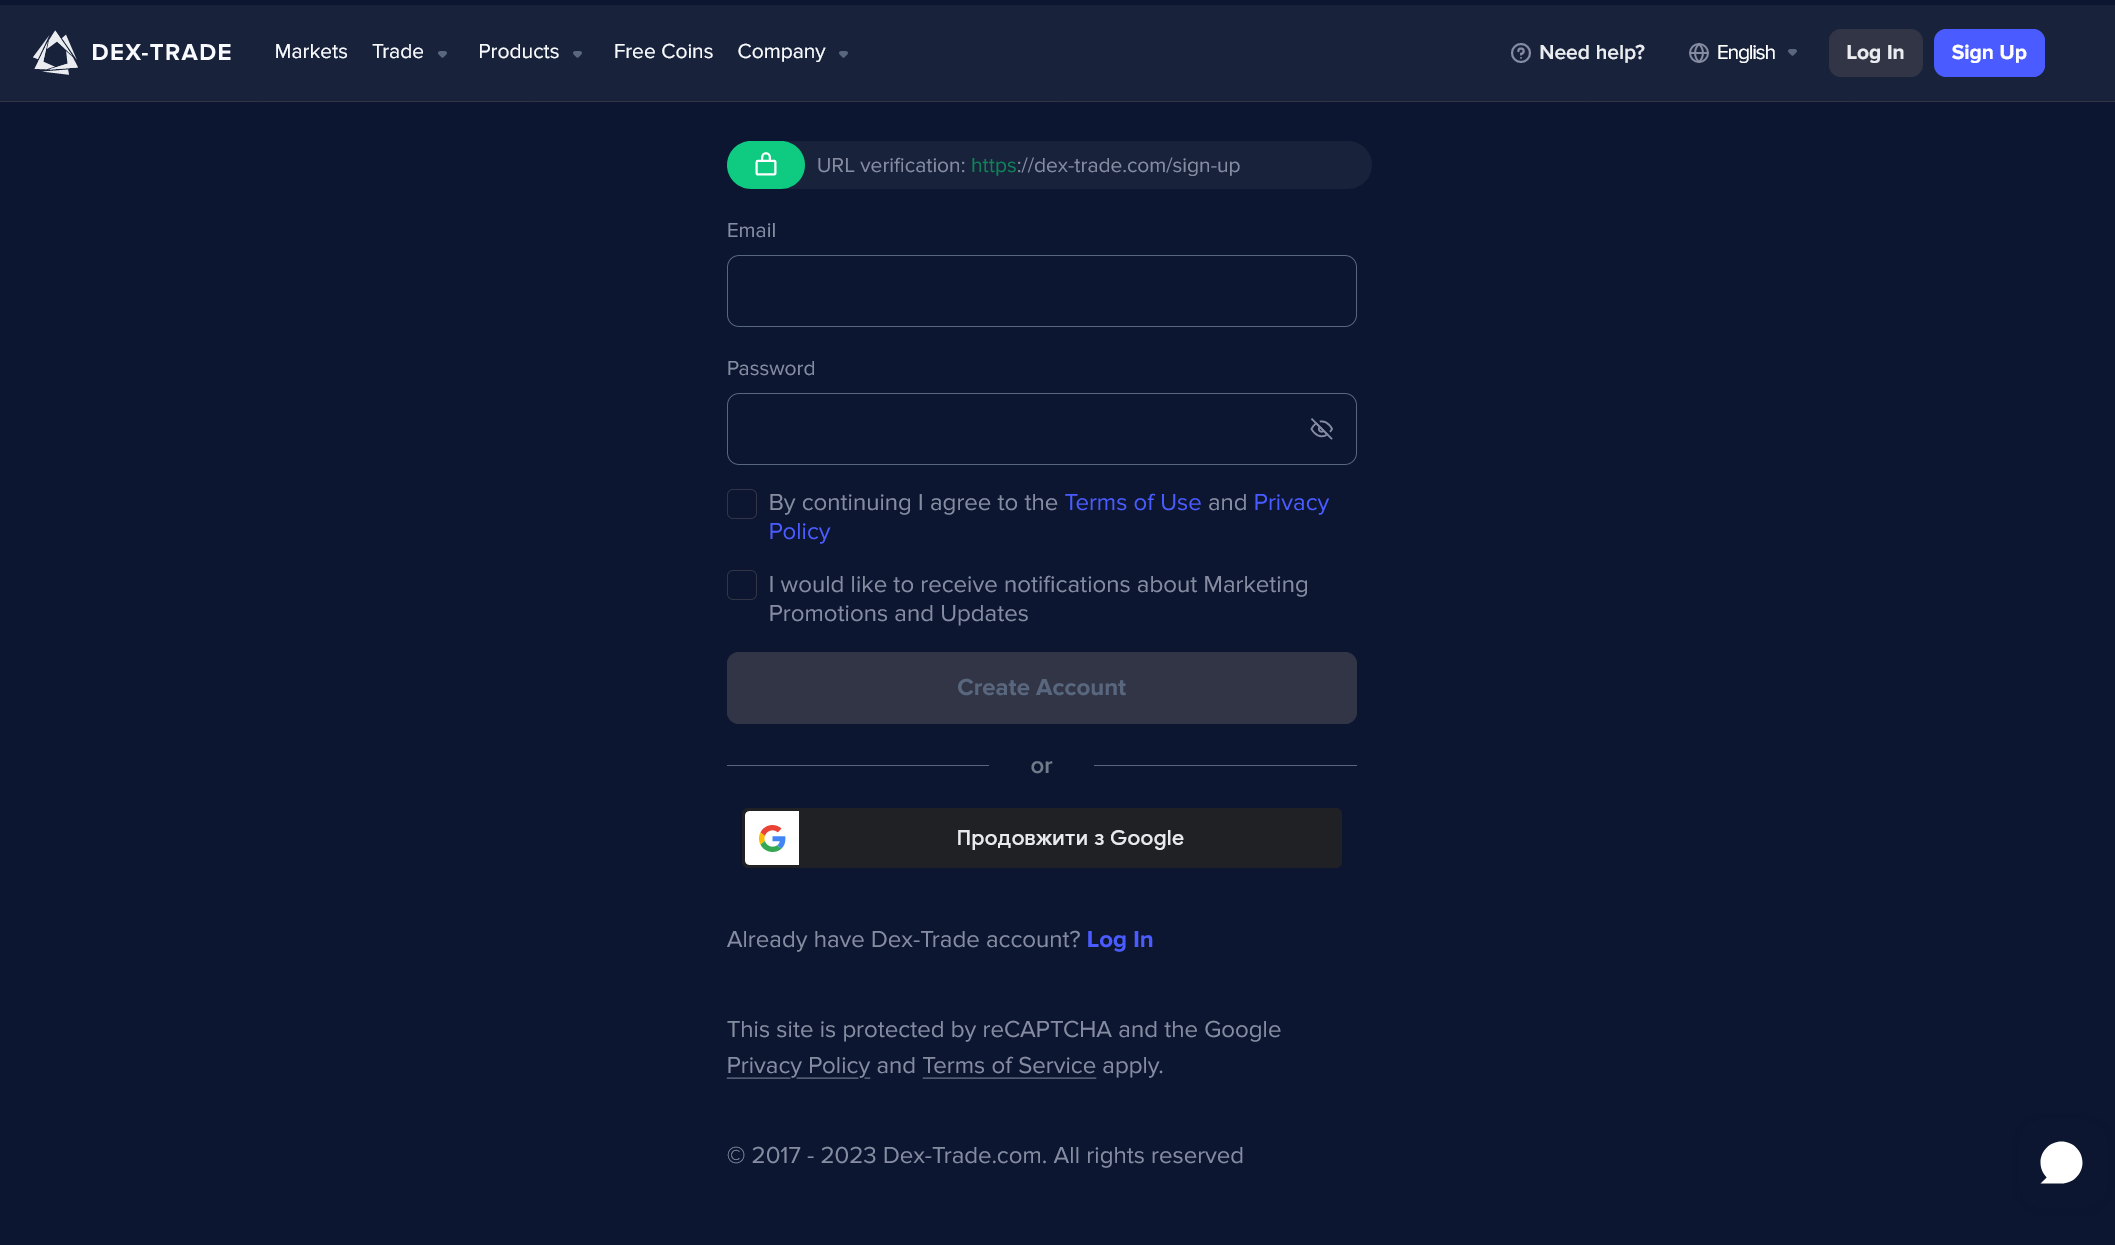 DEX-TRADE Markets Trade Products Free Coins Company Need help? English Log In Sign Up
URL verification: https://dex-trade.com/sign-up
Email
Password
By continuing I agree to the Terms of Use and Privacy
Policy
I would like to receive notifications about Marketing
Promotions and Updates
Create Account
or
Продовжити з Google
Already have Dex-Trade account? Log In
This site is protected by reCAPTCHA and the Google
Privacy Policy and Terms of Service apply.
© 2017 - 2023 Dex-Trade.com. All rights reserved